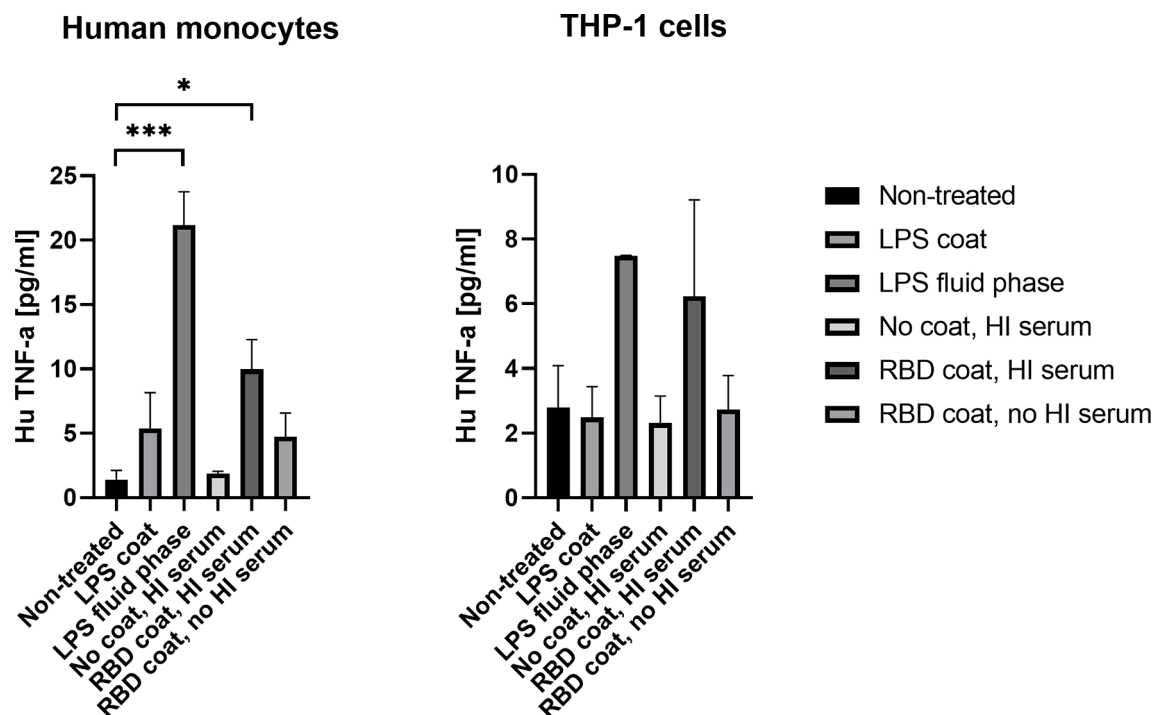 Human monocytes
*
***
Hu TNF-a [pg/ml]
25
20
15
10
5
0
Non-treated
LPS coat
LPS fluid phase
No coat, HI serum
RBD coat, HI serum
RBD coat, no HI serum
THP-1 cells
Hu TNF-a [pg/ml]
10
8
6
4
2
0
Non-treated
LPS coat
LPS fluid phase
No coat, HI serum
RBD coat, HI serum
RBD coat, no HI serum
Non-treated
LPS coat
LPS fluid phase
No coat, HI serum
RBD coat, HI serum
RBD coat, no HI serum